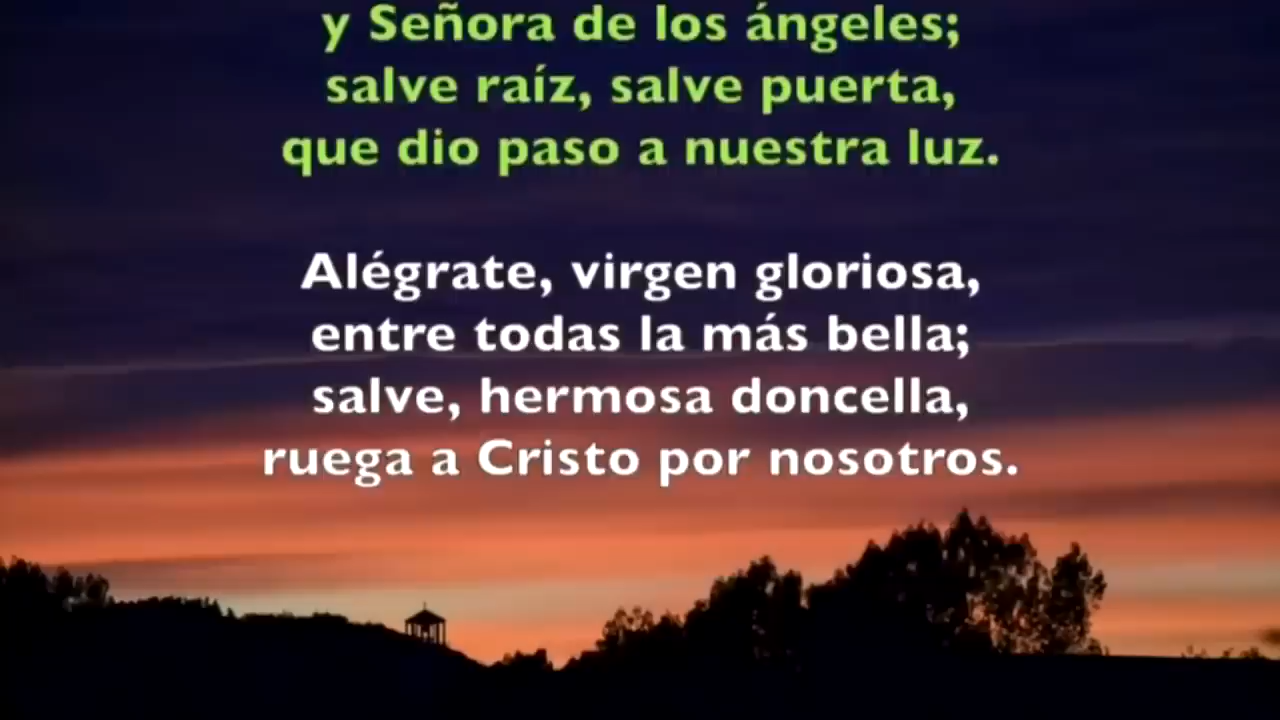 y Señora de los ángeles;
salve raíz, salve puerta,
que dio paso a nuestra luz.
Alégrate, virgen gloriosa,
entre todas la más bella;
salve, hermosa doncella,
ruega a Cristo por nosotros.